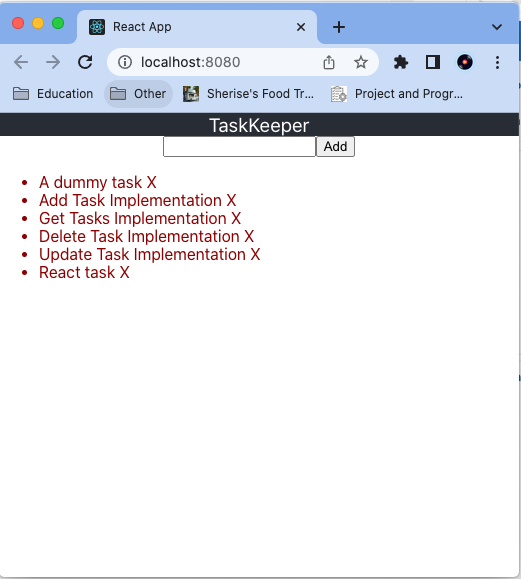 React App
localhost:8080
Education Other Sherise's Food Tr... Project and Progr...
TaskKeeper
Add
A dummy task X
Add Task Implementation X
Get Tasks Implementation X
Delete Task Implementation X
Update Task Implementation X
React task X